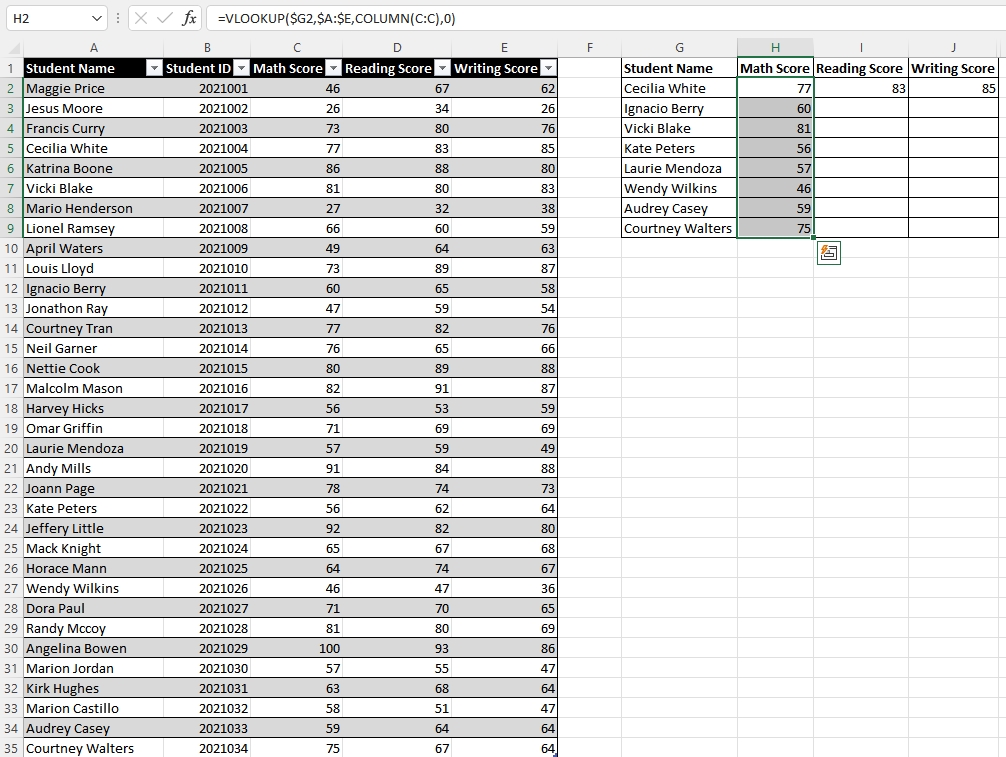 H2 fx =VLOOKUP($G2,$A:$E,COLUMN(C:C),0)
A B C D E F G H I J
1 Student Name Student ID Math Score Reading Score Writing Score Student Name Math Score Reading Score Writing Score
2 Maggie Price 2021001 46 67 62 Cecilia White 77 83 85
3 Jesus Moore 2021002 26 34 26 Ignacio Berry 60
4 Francis Curry 2021003 73 80 76 Vicki Blake 81
5 Cecilia White 2021004 77 83 85 Kate Peters 56
6 Katrina Boone 2021005 86 88 80 Laurie Mendoza 57
7 Vicki Blake 2021006 81 80 83 Wendy Wilkins 46
8 Mario Henderson 2021007 27 32 38 Audrey Casey 59
9 Lionel Ramsey 2021008 66 60 59 Courtney Walters 75
10 April Waters 2021009 49 64 63
11 Louis Lloyd 2021010 73 89 87
12 Ignacio Berry 2021011 60 65 58
13 Jonathon Ray 2021012 47 59 54
14 Courtney Tran 2021013 77 82 76
15 Neil Garner 2021014 76 65 66
16 Nettie Cook 2021015 80 89 88
17 Malcolm Mason 2021016 82 91 87
18 Harvey Hicks 2021017 56 53 59
19 Omar Griffin 2021018 71 69 69
20 Laurie Mendoza 2021019 57 59 49
21 Andy Mills 2021020 91 84 88
22 Joann Page 2021021 78 74 73
23 Kate Peters 2021022 56 62 64
24 Jeffery Little 2021023 92 82 80
25 Mack Knight 2021024 65 67 68
26 Horace Mann 2021025 64 74 67
27 Wendy Wilkins 2021026 46 47 36
28 Dora Paul 2021027 71 70 65
29 Randy Mccoy 2021028 81 80 69
30 Angelina Bowen 2021029 100 93 86
31 Marion Jordan 2021030 57 55 47
32 Kirk Hughes 2021031 63 68 64
33 Marion Castillo 2021032 58 51 47
34 Audrey Casey 2021033 59 64 64
35 Courtney Walters 2021034 75 67 64